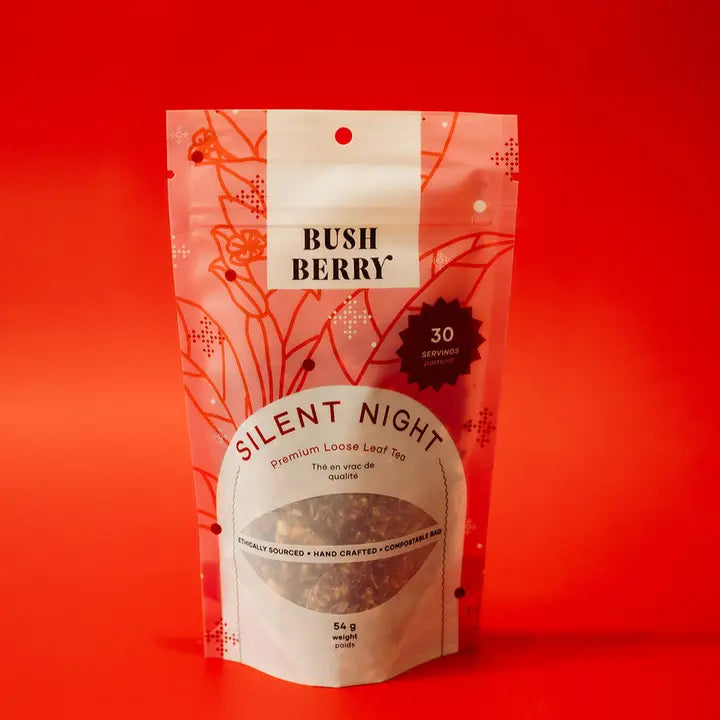 BUSH
BERRY
30
SERVINGS
portions
SILENT NIGHT
Premium Loose Leaf Tea
Thé en vrac de
qualité
ETHICALLY SOURCED • HAND CRAFTED • COMPOSTABLE BAG
54 g
weight
poids